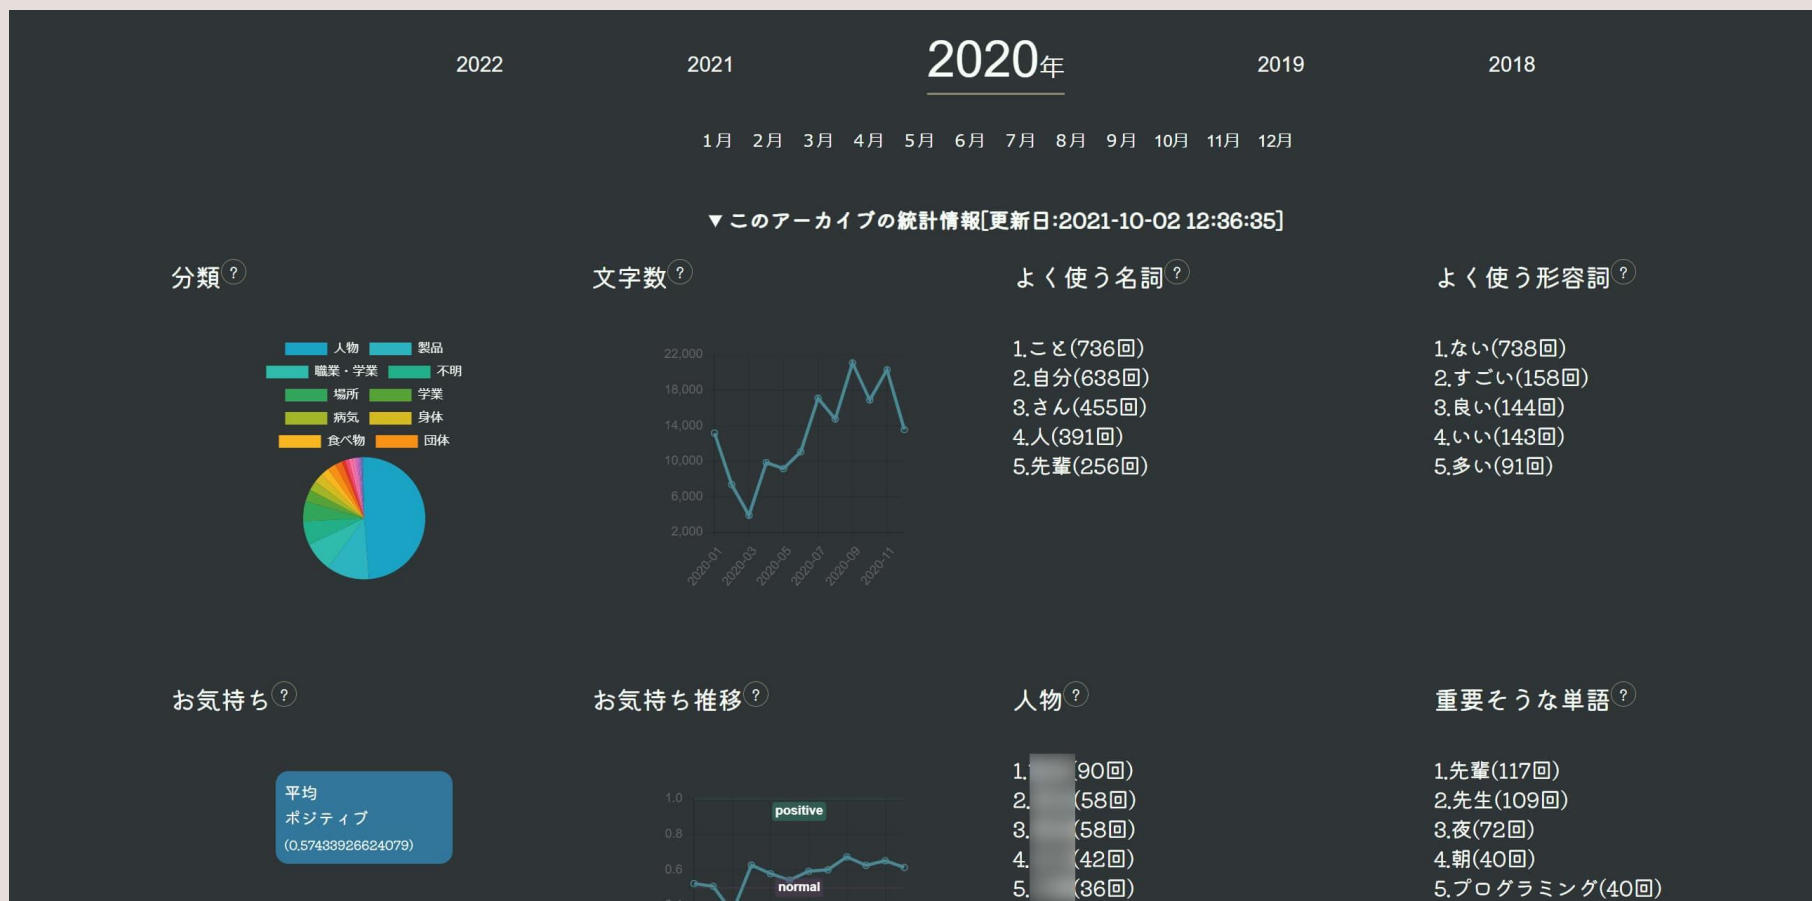 2022 2021 2020年 2019 2018
1月 2月 3月 4月 5月 6月 7月 8月 9月 10月 11月 12月
▼このアーカイブの統計情報[更新日:2021-10-02 12:36:35]
分類?
人物 製品
職業・学業 不明
場所 学業
病気 身体
食べ物 団体
文字数?
22,000
18,000
14,000
10,000
6,000
2,000
2020-01 2020-03 2020-05 2020-07 2020-09 2020-11
よく使う名詞?
1.こと(736回)
2.自分(638回)
3.さん(455回)
4.人(391回)
5.先輩(256回)
よく使う形容詞?
1.ない(738回)
2.すごい(158回)
3.良い(144回)
4.いい(143回)
5.多い(91回)
お気持ち?
平均
ポジティブ
(0.57433926624079)
お気持ち推移?
1.0
positive
0.8
0.6
normal
人物?
1. (90回)
2. (58回)
3. (58回)
4. (42回)
5. (36回)
重要そうな単語?
1.先輩(117回)
2.先生(109回)
3.夜(72回)
4.朝(40回)
5.プログラミング(40回)